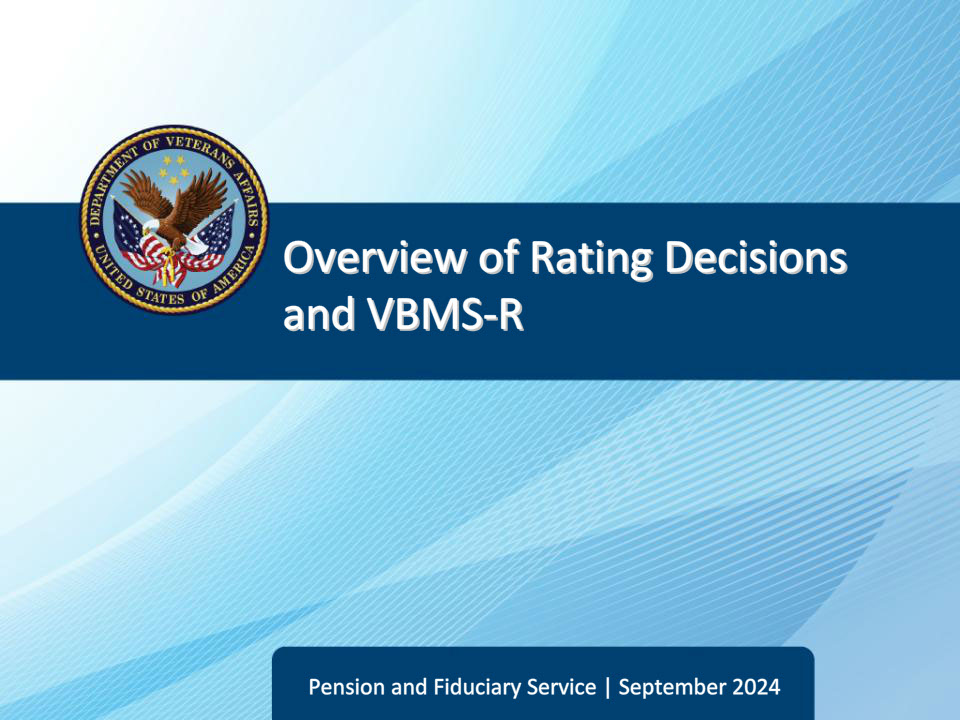 DEPARTMENT OF VETERANS AFFAIRS
UNITED STATES OF AMERICA
Overview of Rating Decisions
and VBMS-R
Pension and Fiduciary Service | September 2024